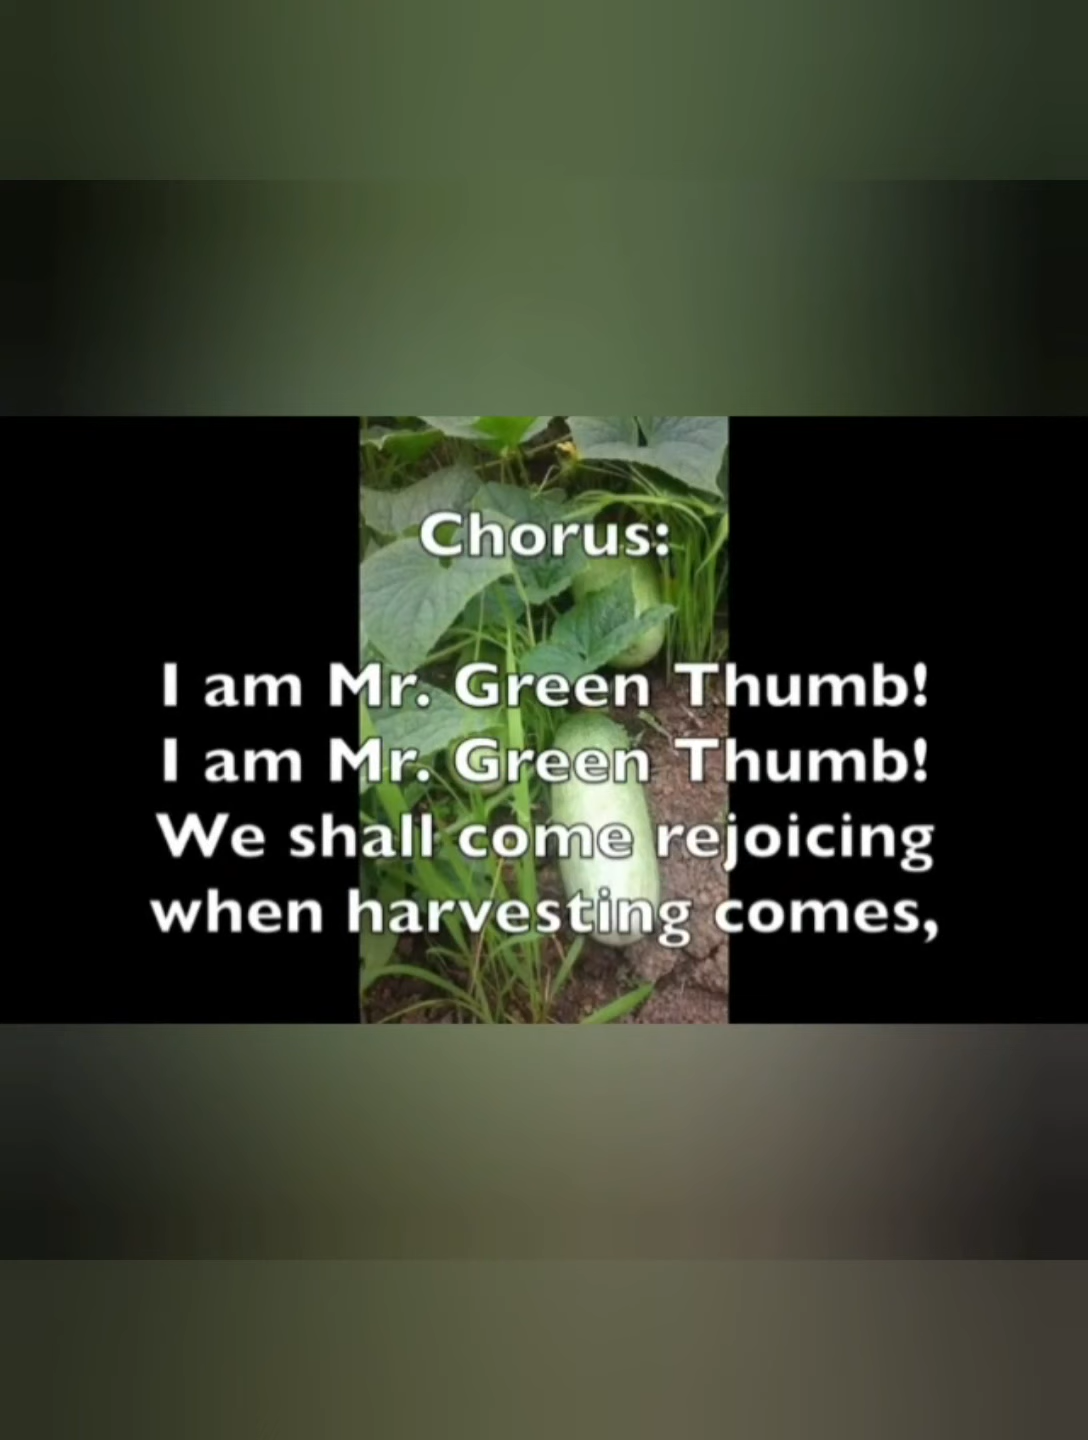 Chorus:
I am Mr. Green Thumb!
I am Mr. Green Thumb!
We shall come rejoicing
when harvesting comes,